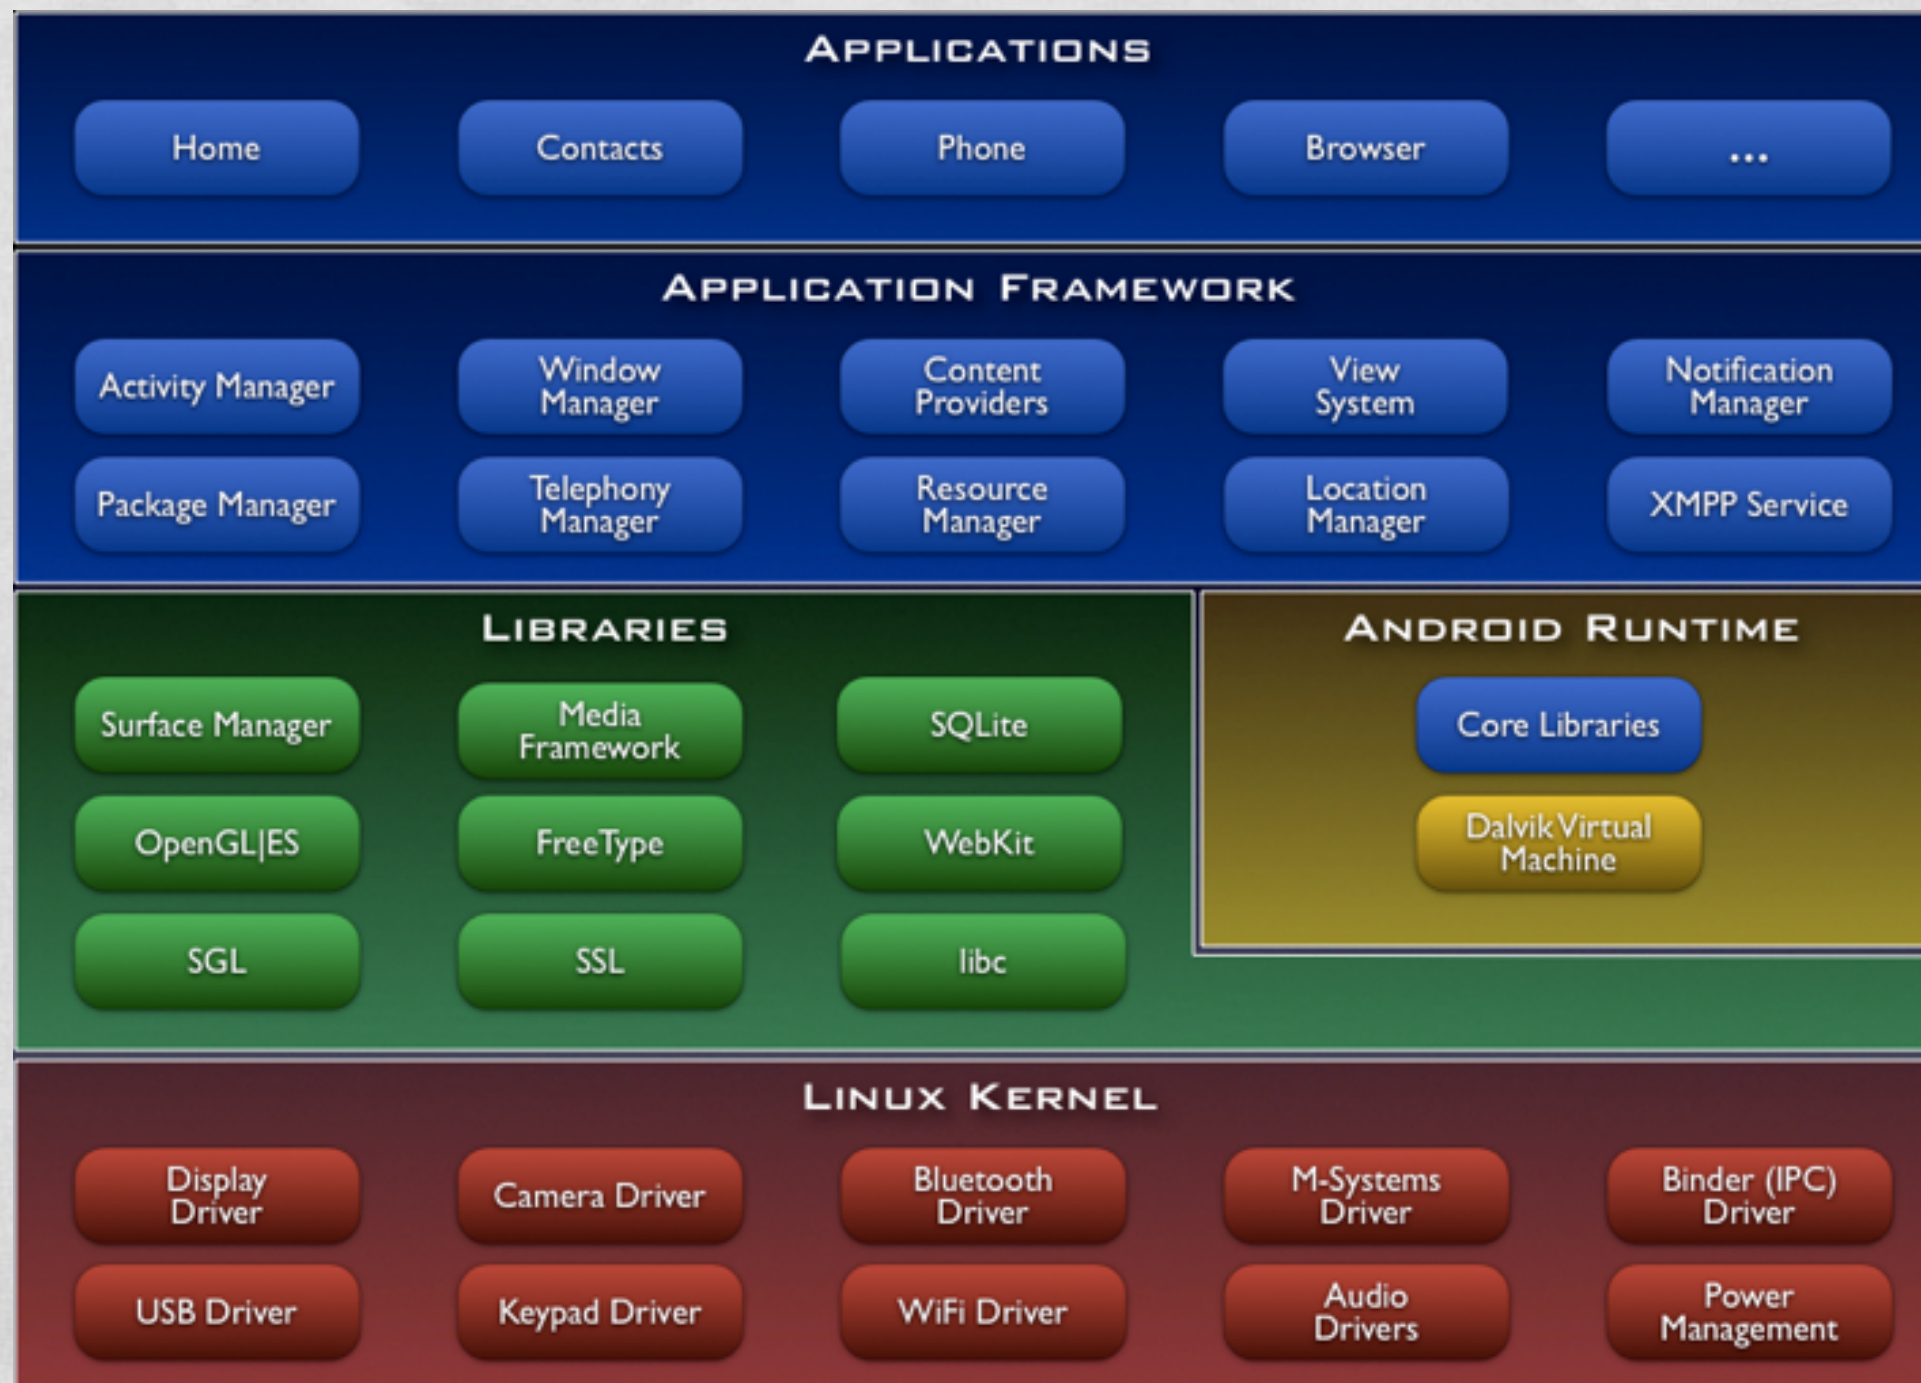 APPLICATIONS
Home
Contacts
Phone
Browser
...
APPLICATION FRAMEWORK
Activity Manager
Window
Manager
Content
Providers
View
System
Notification
Manager
Package Manager
Telephony
Manager
Resource
Manager
Location
Manager
XMPP Service
LIBRARIES
Surface Manager
Media
Framework
SQLite
OpenGL|ES
FreeType
WebKit
SGL
SSL
libc
ANDROID RUNTIME
Core Libraries
Dalvik Virtual
Machine
LINUX KERNEL
Display
Driver
Camera Driver
Bluetooth
Driver
M-Systems
Driver
Binder (IPC)
Driver
USB Driver
Keypad Driver
WiFi Driver
Audio
Drivers
Power
Management